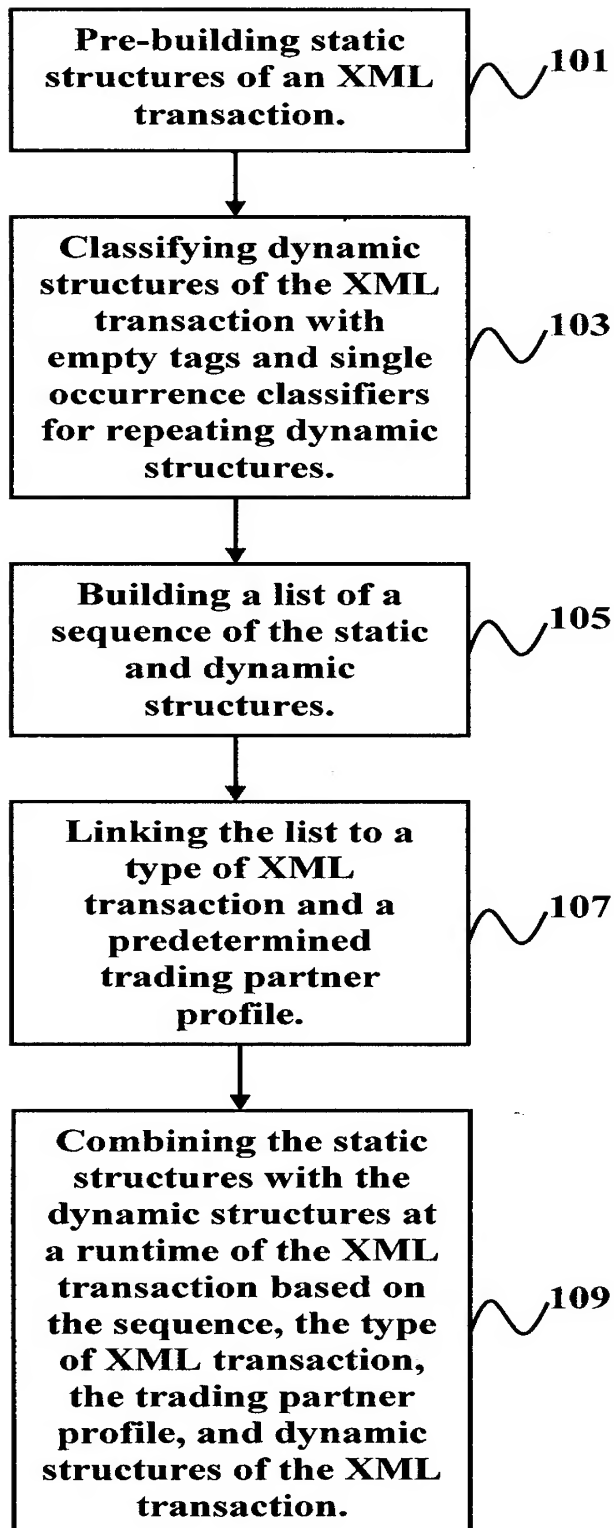 Pre-building static
structures of an XML
transaction.
101
Classifying dynamic
structures of the XML
transaction with
empty tags and single
occurrence classifiers
for repeating dynamic
structures.
103
Building a list of a
sequence of the static
and dynamic
structures.
105
Linking the list to a
type of XML
transaction and a
predetermined
trading partner
profile.
107
Combining the static
structures with the
dynamic structures at
a runtime of the XML
transaction based on
the sequence, the type
of XML transaction,
the trading partner
profile, and dynamic
structures of the XML
transaction.
109